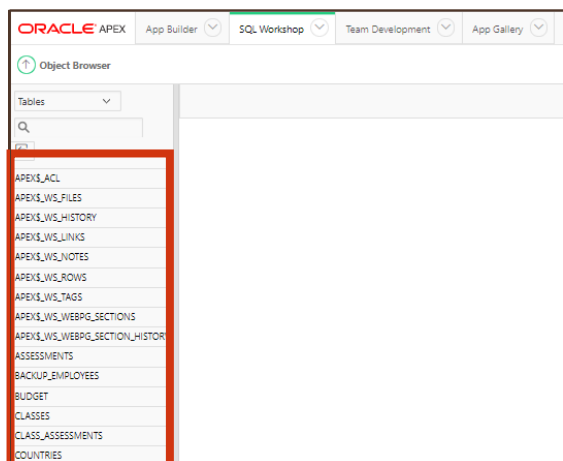 ORACLE APEX App Builder SQL Workshop Team Development App Gallery
Object Browser
Tables
APEX$_ACL
APEX$_WS_FILES
APEX$_WS_HISTORY
APEX$_WS_LINKS
APEX$_WS_NOTES
APEX$_WS_ROWS
APEX$_WS_TAGS
APEX$_WS_WEBPG_SECTIONS
APEX$_WS_WEBPG_SECTION_HISTOR
ASSESSMENTS
BACKUP_EMPLOYEES
BUDGET
CLASSES
CLASS_ASSESSMENTS
COUNTRIES